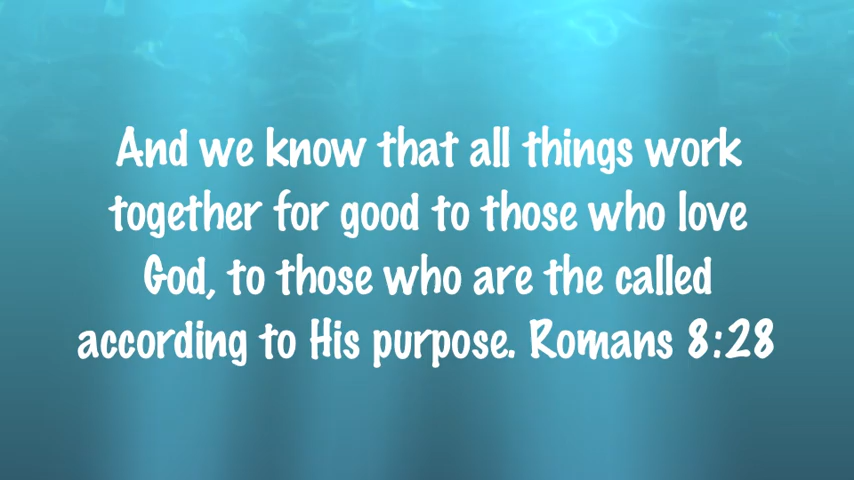 And we know that all things work
together for good to those who love
God, to those who are the called
according to His purpose. Romans 8:28